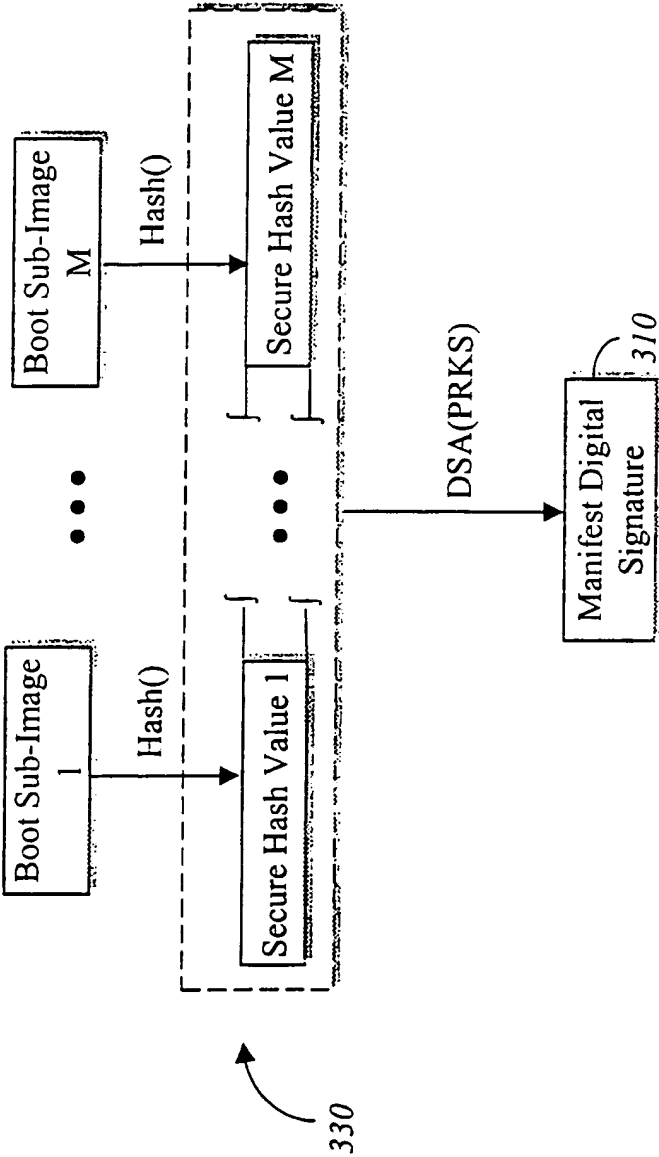 Boot Sub-Image
1
Boot Sub-Image
M
Hash()
Hash()
Secure Hash Value 1
Secure Hash Value M
330
DSA(PRKS)
Manifest Digital
Signature
310